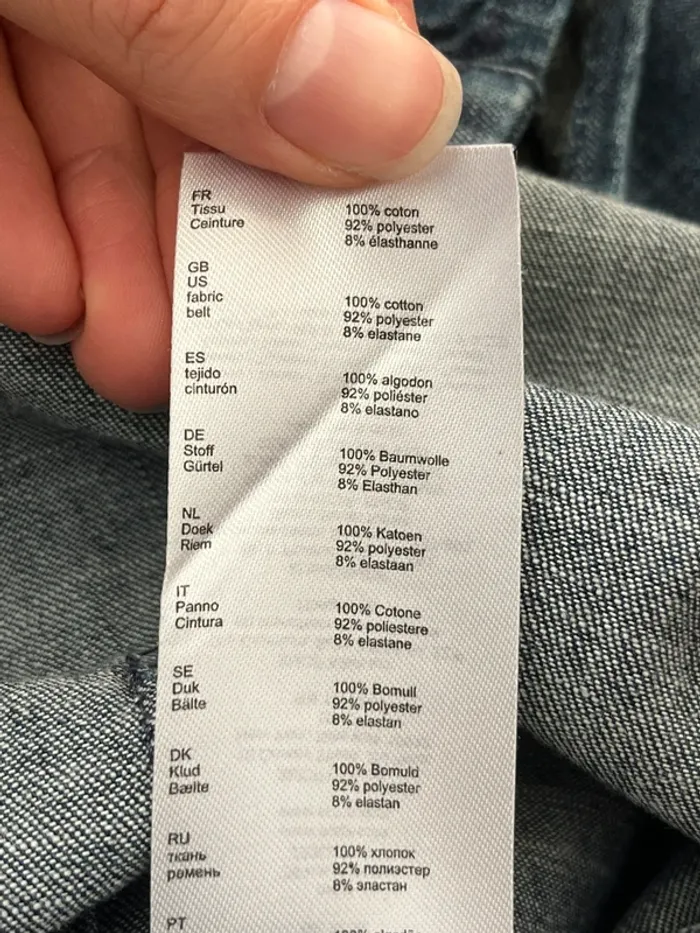 FR
Tissu 100% coton
Ceinture 92% polyester
8% élasthanne
GB
US
fabric 100% cotton
belt 92% polyester
8% elastane
ES
tejido 100% algodon
cinturón 92% poliéster
8% elastano
DE
Stoff 100% Baumwolle
Gürtel 92% Polyester
8% Elasthan
NL
Doek 100% Katoen
Riem 92% polyester
8% elastaan
IT
Panno 100% Cotone
Cintura 92% poliestere
8% elastane
SE
Duk 100% Bomull
Bälte 92% polyester
8% elastan
DK
Klud 100% Bomuld
Bælte 92% polyester
8% elastan
RU
ткань 100% хлопок
ремень 92% полиэстер
8% эластан
PT